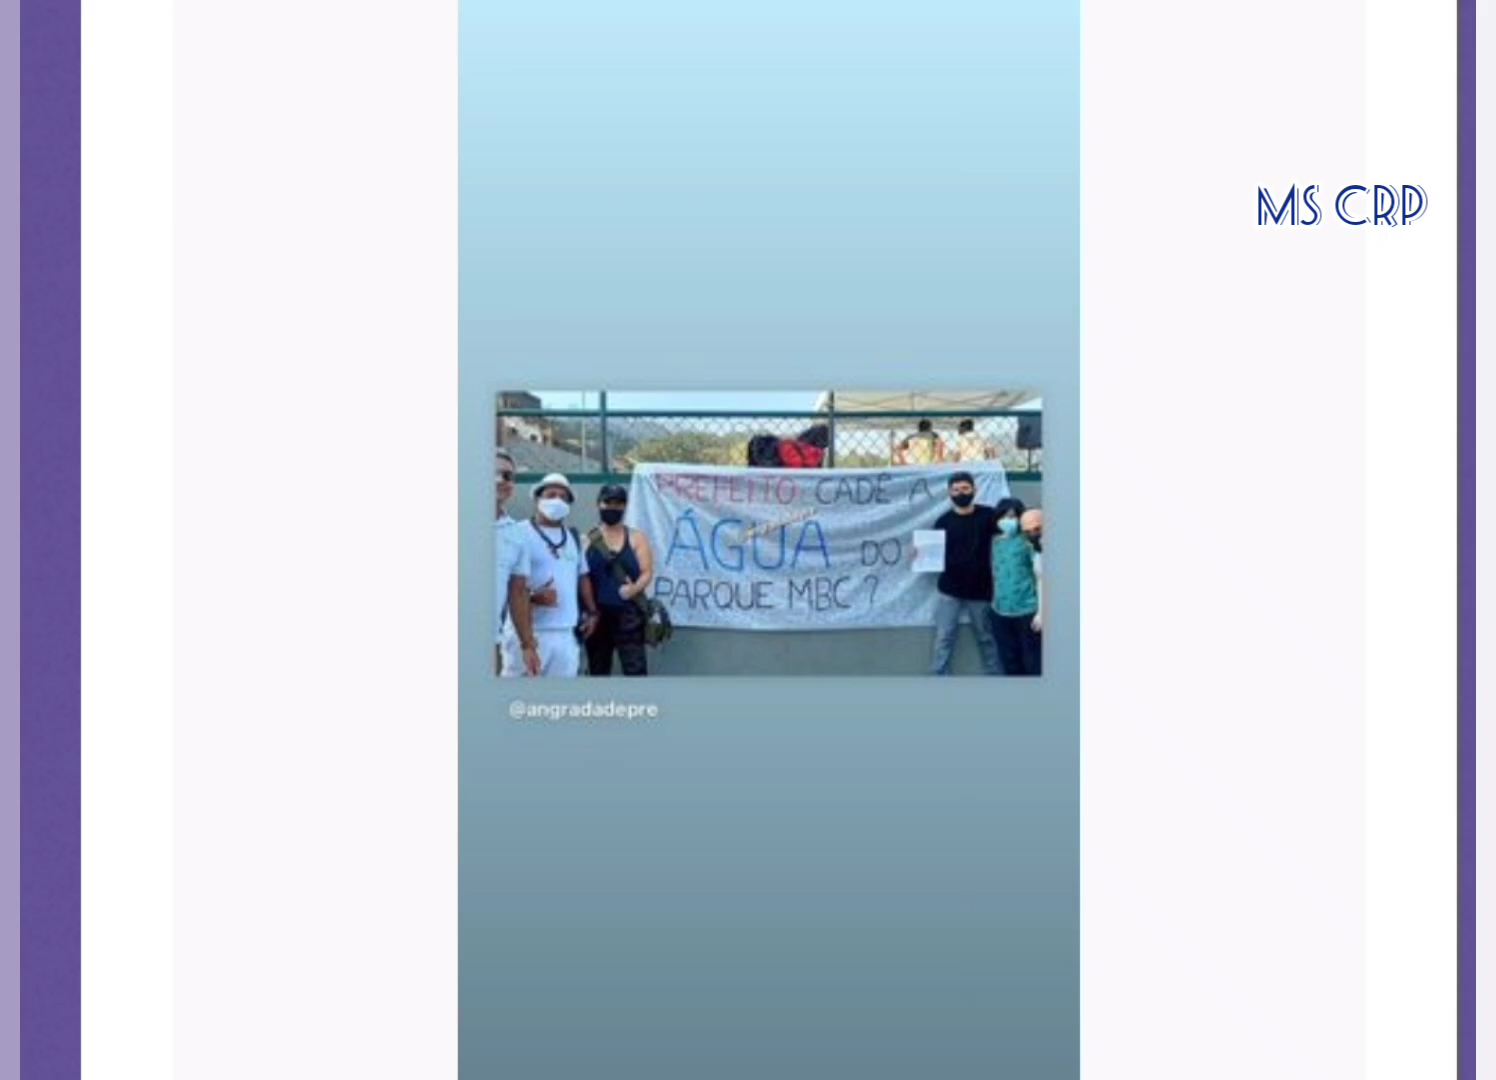 MS CRP
PREFEITO: CADÊ A
ÁGUA DO
PARQUE MBC?
@angradadepre